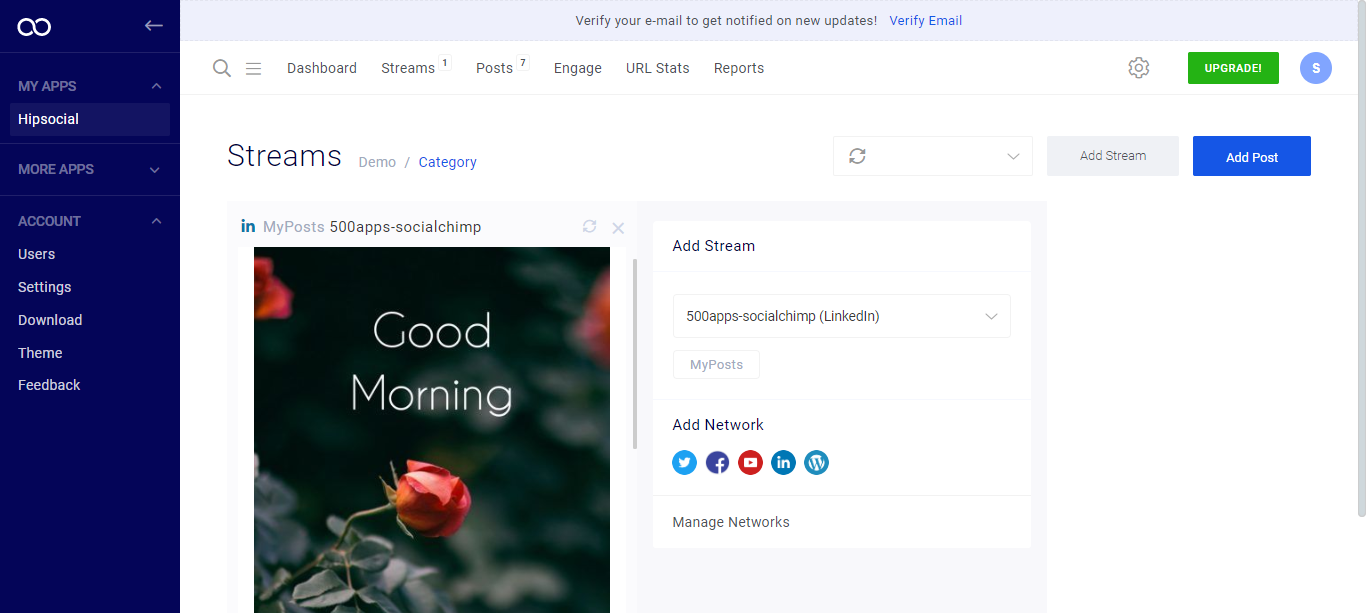 Verify your e-mail to get notified on new updates! Verify Email
Dashboard Streams 1 Posts 7 Engage URL Stats Reports UPGRADE! S
MY APPS
Hipsocial
MORE APPS
ACCOUNT
Users
Settings
Download
Theme
Feedback
Streams Demo / Category Add Stream Add Post
in MyPosts 500apps-socialchimp
Good
Morning
Add Stream
500apps-socialchimp (LinkedIn)
MyPosts
Add Network
Manage Networks